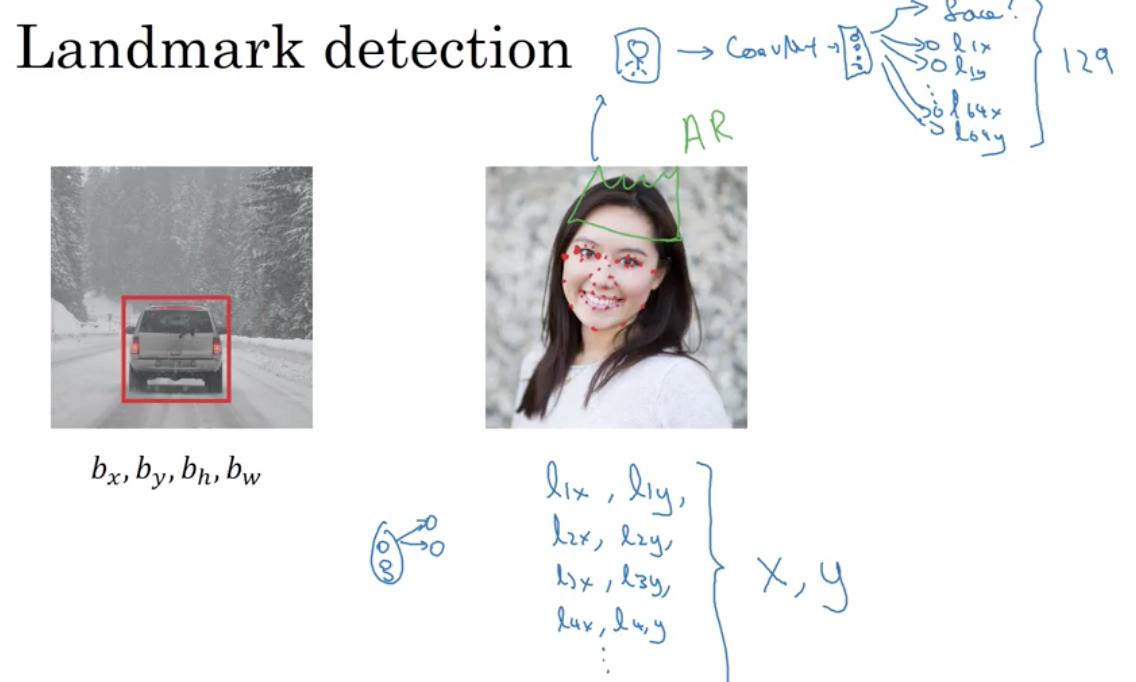 Landmark detection
face?
ConvNet
l1x
l1y
⋮
l64x
l64y
129
AR
bx, by, bh, bw
l1x, l1y,
l2x, l2y,
l3x, l3y,
l4x, l4,y
⋮
x, y